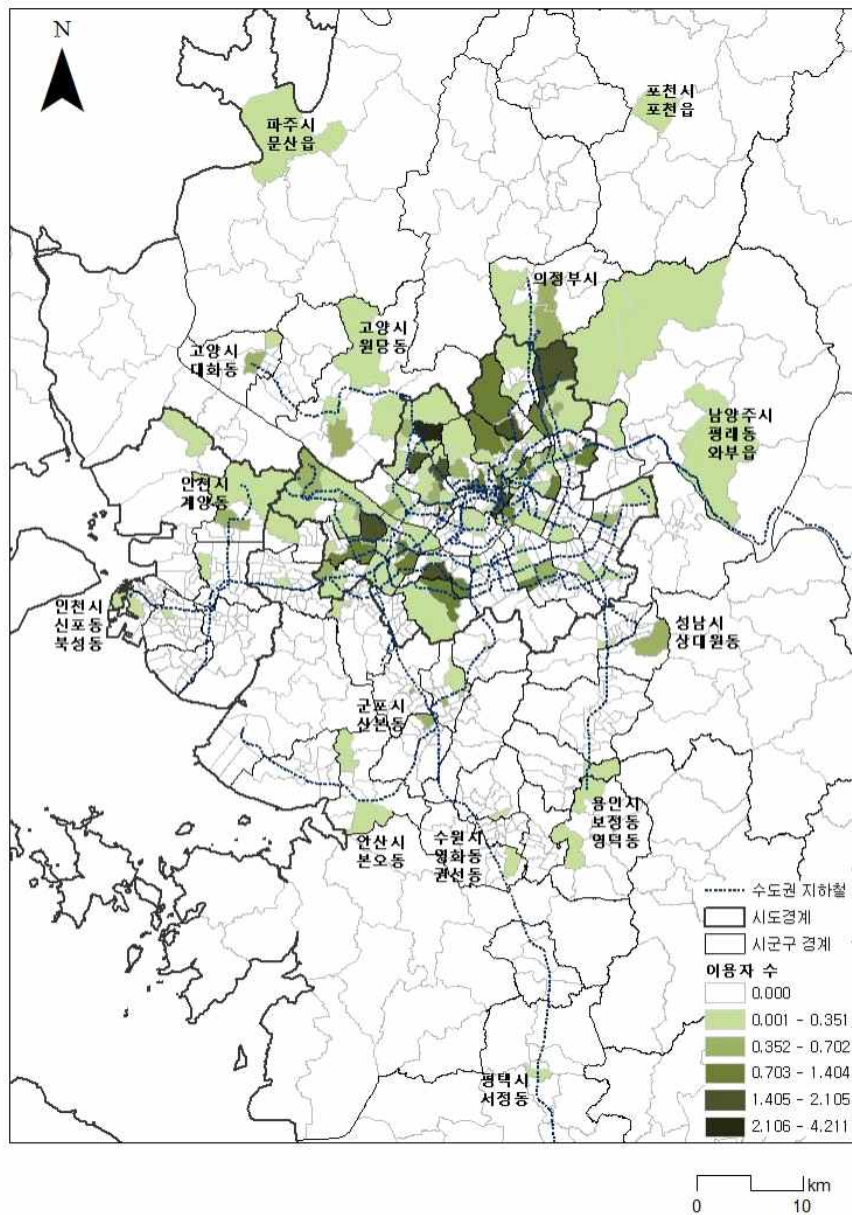 N
포천시
포천읍
파주시
문산읍
의정부시
고양시
원당동
고양시
대화동
남양주시
평래동
와부읍
인천시
계양동
인천시
신포동
북성동
성남시
상대원동
군포시
산본동
용인시
보정동
영덕동
안산시
본오동
수원시
영화동
권선동
평택시
서정동
수도권 지하철
시도경계
시군구 경계
이용자 수
0.000
0.001 - 0.351
0.352 - 0.702
0.703 - 1.404
1.405 - 2.105
2.106 - 4.211
km
0 10